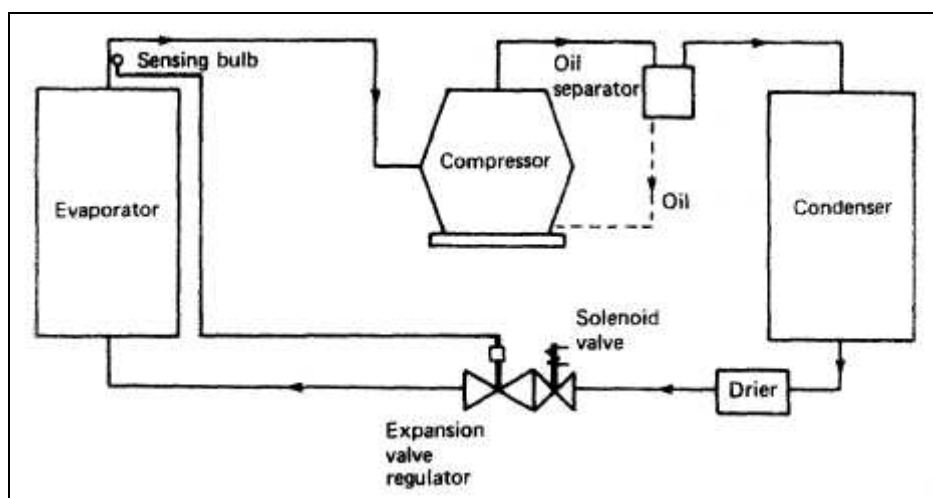 Sensing bulb
Oil
separator
Compressor
Evaporator
Oil
Condenser
Solenoid
valve
Drier
Expansion
valve
regulator